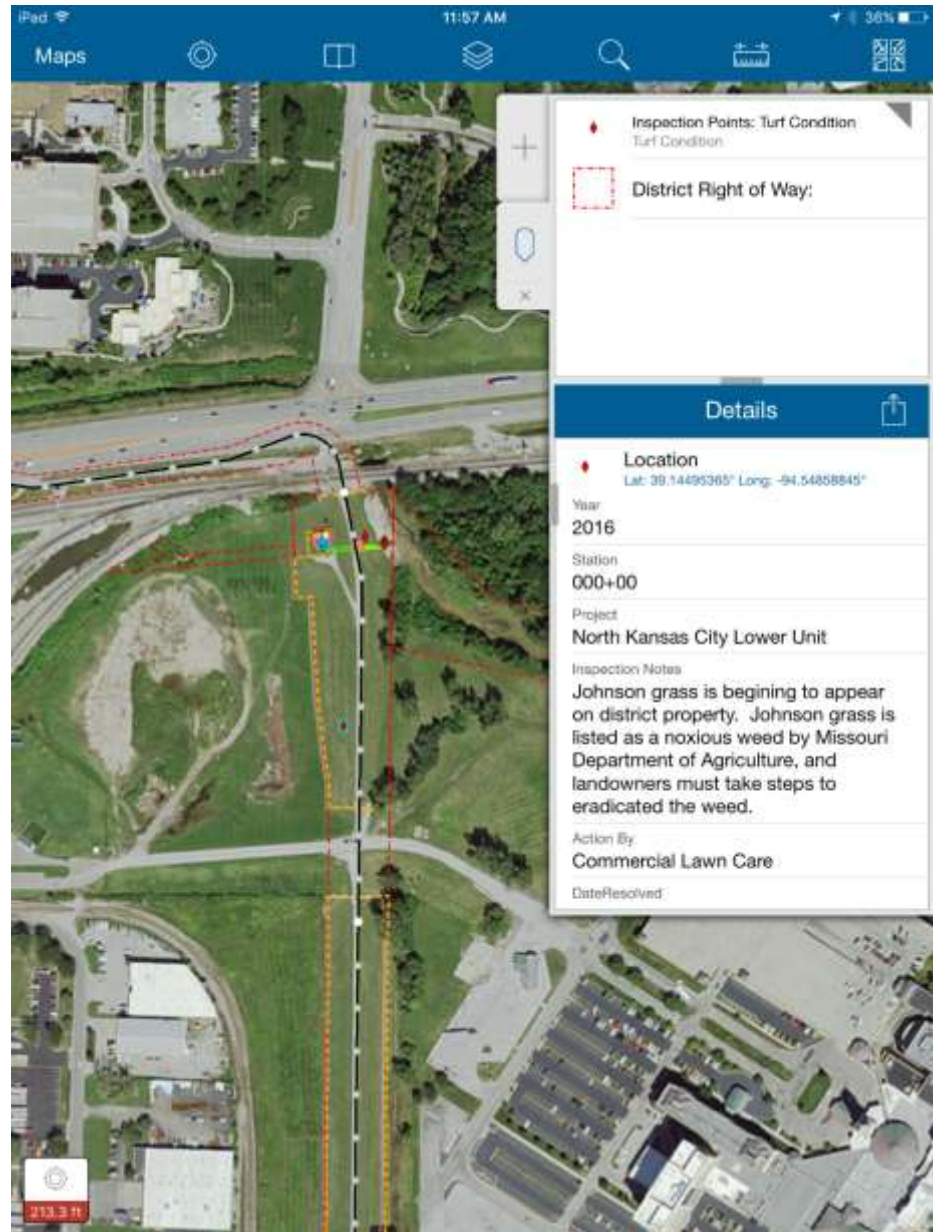 iPad
11:57 AM
36%
Maps
Inspection Points: Turf Condition
Turf Condition
District Right of Way:
Details
Location
Lat: 39.14495365° Long: -94.54858845°
Year
2016
Station
000+00
Project
North Kansas City Lower Unit
Inspection Notes
Johnson grass is begining to appear
on district property. Johnson grass is
listed as a noxious weed by Missouri
Department of Agriculture, and
landowners must take steps to
eradicated the weed.
Action By
Commercial Lawn Care
DateResolved
213.3 ft